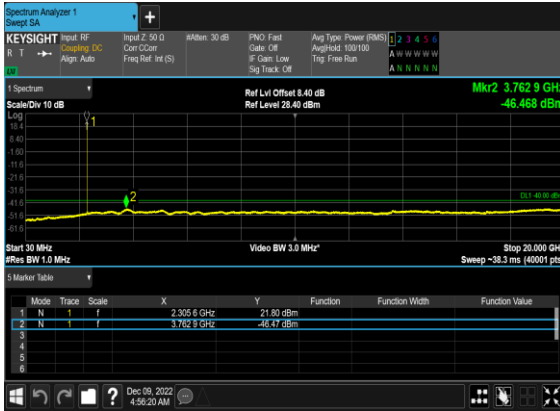 Spectrum Analyzer 1
Swept SA
+
KEYSIGHT Input: RF Input Z: 50 Ω #Atten: 30 dB PNO: Fast Avg Type: Power (RMS) 1 2 3 4 5 6
R T Coupling: DC Corr CCorr Gate: Off Avg|Hold: 100/100 A W W W W W
Align: Auto Freq Ref: Int (S) IF Gain: Low Trig: Free Run
Sig Track: Off A N N N N N
1 Spectrum Ref Lvl Offset 8.40 dB Mkr2 3.762 9 GHz
Scale/Div 10 dB Ref Level 28.40 dBm -46.468 dBm
Log
18.4 1
8.40
-1.60
-11.6
-21.6
-31.6 2 DL1 -40.00 dBm
-41.6
-51.6
-61.6
Start 30 MHz Video BW 3.0 MHz* Stop 20.000 GHz
#Res BW 1.0 MHz Sweep ~38.3 ms (40001 pts)
5 Marker Table
Mode Trace Scale X Y Function Function Width Function Value
1 N 1 f 2.305 6 GHz 21.80 dBm
2 N 1 f 3.762 9 GHz -46.47 dBm
3
4
5
6
? Dec 09, 2022
4:56:20 AM